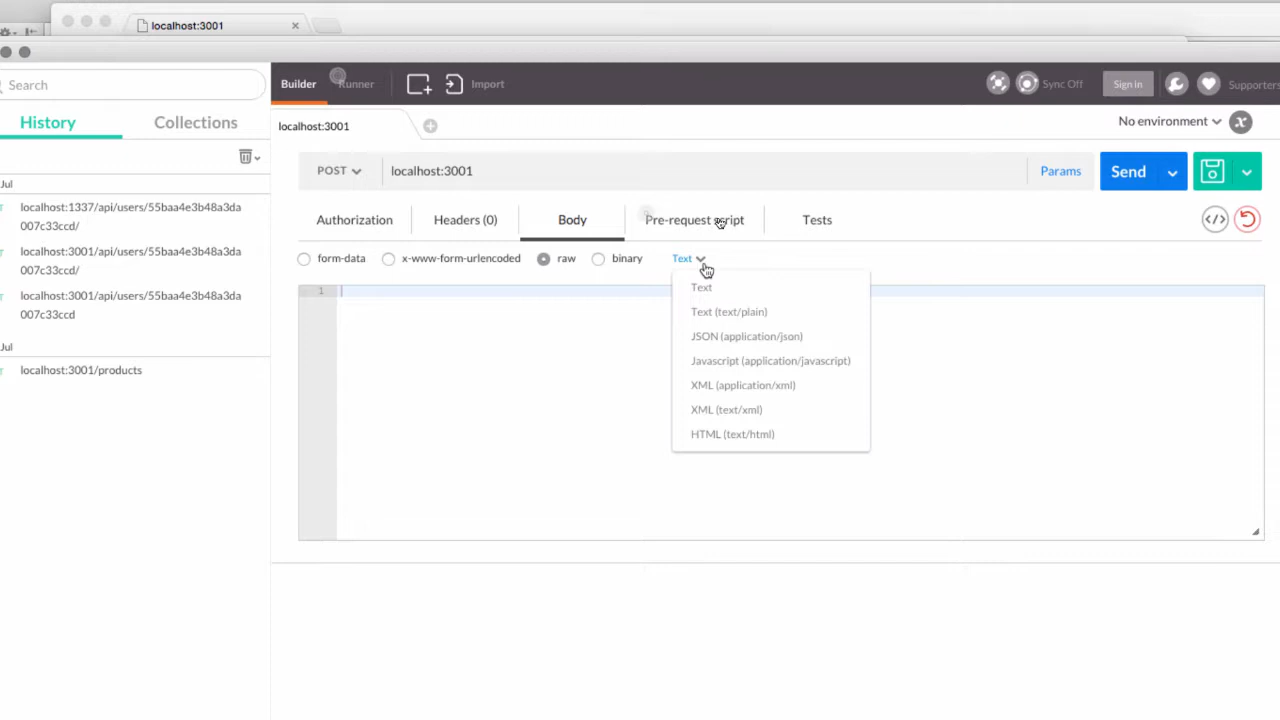 localhost:3001
Search
Builder
Runner
Import
Sync Off
Sign In
Supporters
History
Collections
localhost:3001
No environment
Jul
POST
localhost:3001
Params
Send
localhost:1337/api/users/55baa4e3b48a3da
007c33ccd/
Authorization
Headers (0)
Body
Pre-request script
Tests
localhost:3001/api/users/55baa4e3b48a3da
007c33ccd/
form-data
x-www-form-urlencoded
raw
binary
Text
localhost:3001/api/users/55baa4e3b48a3da
007c33ccd
1
Text
Text (text/plain)
JSON (application/json)
Javascript (application/javascript)
XML (application/xml)
XML (text/xml)
HTML (text/html)
Jul
localhost:3001/products